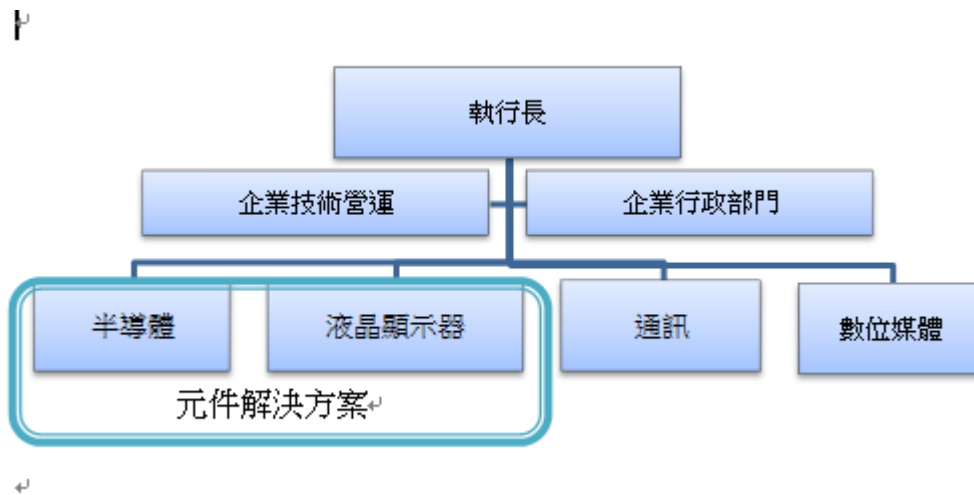 執行長
企業技術營運
企業行政部門
半導體
液晶顯示器
通訊
數位媒體
元件解決方案